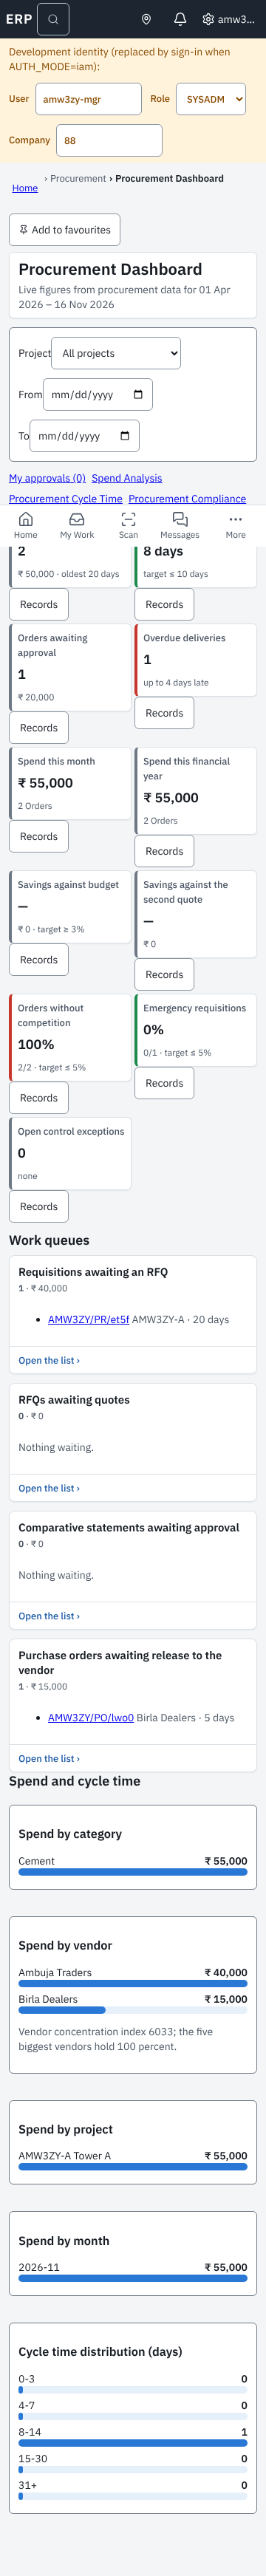 ERP
amw3...
Development identity (replaced by sign-in when
AUTH_MODE=iam):
User amw3zy-mgr Role SYSADM
Company 88
Home › Procurement › Procurement Dashboard
Add to favourites
Procurement Dashboard
Live figures from procurement data for 01 Apr
2026 – 16 Nov 2026
Project All projects
From mm/dd/yyyy
To mm/dd/yyyy
My approvals (0) Spend Analysis
Procurement Cycle Time Procurement Compliance
Home My Work Scan Messages More
2
₹ 50,000 · oldest 20 days
Records
8 days
target ≤ 10 days
Records
Orders awaiting
approval
1
₹ 20,000
Records
Overdue deliveries
1
up to 4 days late
Records
Spend this month
₹ 55,000
2 Orders
Records
Spend this financial
year
₹ 55,000
2 Orders
Records
Savings against budget
—
₹ 0 · target ≥ 3%
Records
Savings against the
second quote
—
₹ 0
Records
Orders without
competition
100%
2/2 · target ≤ 5%
Records
Emergency requisitions
0%
0/1 · target ≤ 5%
Records
Open control exceptions
0
none
Records
Work queues
Requisitions awaiting an RFQ
1 · ₹ 40,000
• AMW3ZY/PR/et5f AMW3ZY-A · 20 days
Open the list ›
RFQs awaiting quotes
0 · ₹ 0
Nothing waiting.
Open the list ›
Comparative statements awaiting approval
0 · ₹ 0
Nothing waiting.
Open the list ›
Purchase orders awaiting release to the
vendor
1 · ₹ 15,000
• AMW3ZY/PO/lwo0 Birla Dealers · 5 days
Open the list ›
Spend and cycle time
Spend by category
Cement ₹ 55,000
Spend by vendor
Ambuja Traders ₹ 40,000
Birla Dealers ₹ 15,000
Vendor concentration index 6033; the five
biggest vendors hold 100 percent.
Spend by project
AMW3ZY-A Tower A ₹ 55,000
Spend by month
2026-11 ₹ 55,000
Cycle time distribution (days)
0-3 0
4-7 0
8-14 1
15-30 0
31+ 0